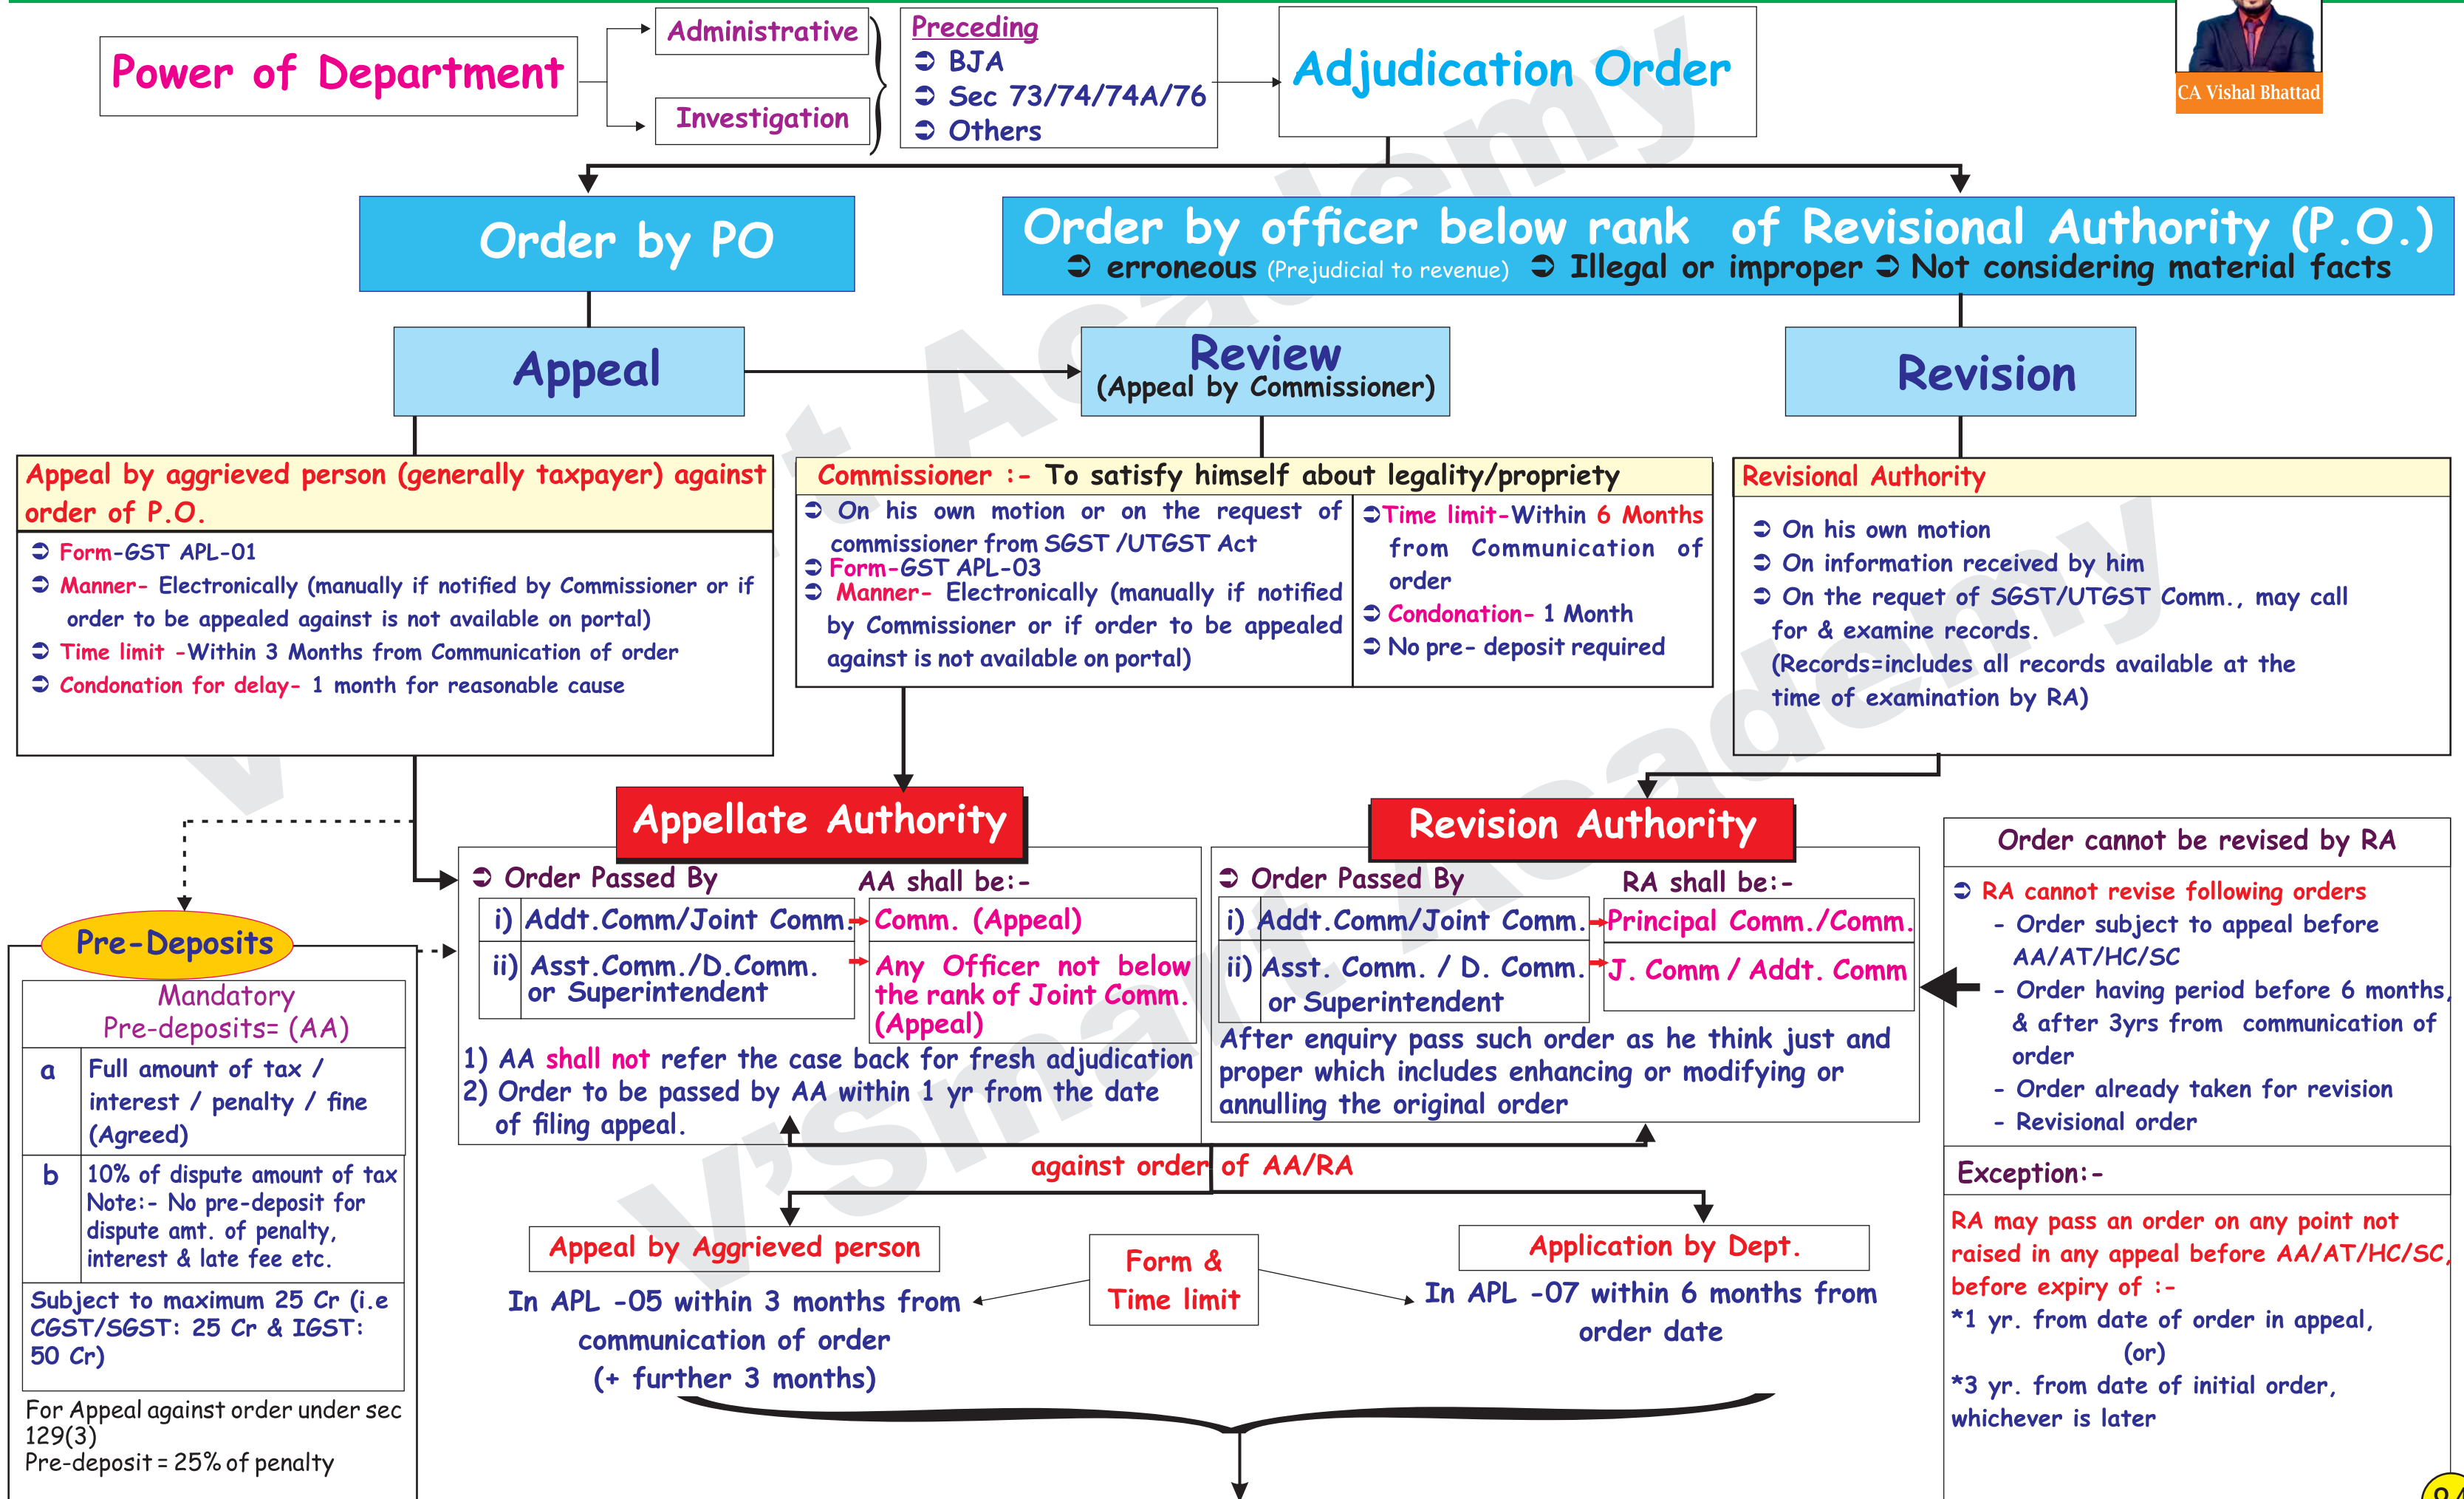 Power of Department
Administrative
Investigation
Preceding
➲ BJA
➲ Sec 73/74/74A/76
➲ Others
Adjudication Order
CA Vishal Bhattad
Order by PO
Order by officer below rank of Revisional Authority (P.O.)
➲ erroneous (Prejudicial to revenue) ➲ Illegal or improper ➲ Not considering material facts
Appeal
Review
(Appeal by Commissioner)
Revision
Appeal by aggrieved person (generally taxpayer) against
order of P.O.
➲ Form-GST APL-01
➲ Manner- Electronically (manually if notified by Commissioner or if
order to be appealed against is not available on portal)
➲ Time limit -Within 3 Months from Communication of order
➲ Condonation for delay- 1 month for reasonable cause
Commissioner :- To satisfy himself about legality/propriety
➲ On his own motion or on the request of
commissioner from SGST /UTGST Act
➲ Form-GST APL-03
➲ Manner- Electronically (manually if notified
by Commissioner or if order to be appealed
against is not available on portal)
➲Time limit-Within 6 Months
from Communication of
order
➲ Condonation- 1 Month
➲ No pre- deposit required
Revisional Authority
➲ On his own motion
➲ On information received by him
➲ On the requet of SGST/UTGST Comm., may call
for & examine records.
(Records=includes all records available at the
time of examination by RA)
Appellate Authority
➲ Order Passed By
AA shall be:-
i) Addt.Comm/Joint Comm.
Comm. (Appeal)
ii) Asst.Comm./D.Comm.
or Superintendent
Any Officer not below
the rank of Joint Comm.
(Appeal)
1) AA shall not refer the case back for fresh adjudication
2) Order to be passed by AA within 1 yr from the date
of filing appeal.
Revision Authority
➲ Order Passed By
RA shall be:-
i) Addt.Comm/Joint Comm.
Principal Comm./Comm.
ii) Asst. Comm. / D. Comm.
or Superintendent
J. Comm / Addt. Comm
After enquiry pass such order as he think just and
proper which includes enhancing or modifying or
annulling the original order
Order cannot be revised by RA
➲ RA cannot revise following orders
- Order subject to appeal before
AA/AT/HC/SC
- Order having period before 6 months,
& after 3yrs from communication of
order
- Order already taken for revision
- Revisional order
Exception:-
RA may pass an order on any point not
raised in any appeal before AA/AT/HC/SC,
before expiry of :-
*1 yr. from date of order in appeal,
(or)
*3 yr. from date of initial order,
whichever is later
Pre-Deposits
Mandatory
Pre-deposits= (AA)
a
Full amount of tax /
interest / penalty / fine
(Agreed)
b
10% of dispute amount of tax
Note:- No pre-deposit for
dispute amt. of penalty,
interest & late fee etc.
Subject to maximum 25 Cr (i.e
CGST/SGST: 25 Cr & IGST:
50 Cr)
For Appeal against order under sec
129(3)
Pre-deposit = 25% of penalty
against order of AA/RA
Appeal by Aggrieved person
In APL -05 within 3 months from
communication of order
(+ further 3 months)
Form &
Time limit
Application by Dept.
In APL -07 within 6 months from
order date
V'Smart Academy